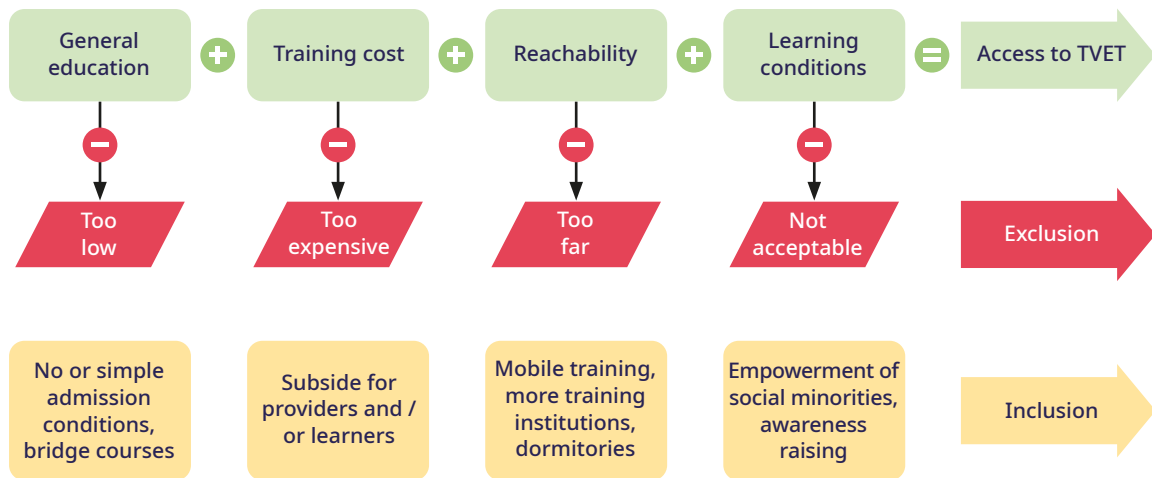 General
education
Training cost
Reachability
Learning
conditions
Access to TVET
Too
low
Too
expensive
Too
far
Not
acceptable
Exclusion
No or simple
admission
conditions,
bridge courses
Subside for
providers and /
or learners
Mobile training,
more training
institutions,
dormitories
Empowerment of
social minorities,
awareness
raising
Inclusion